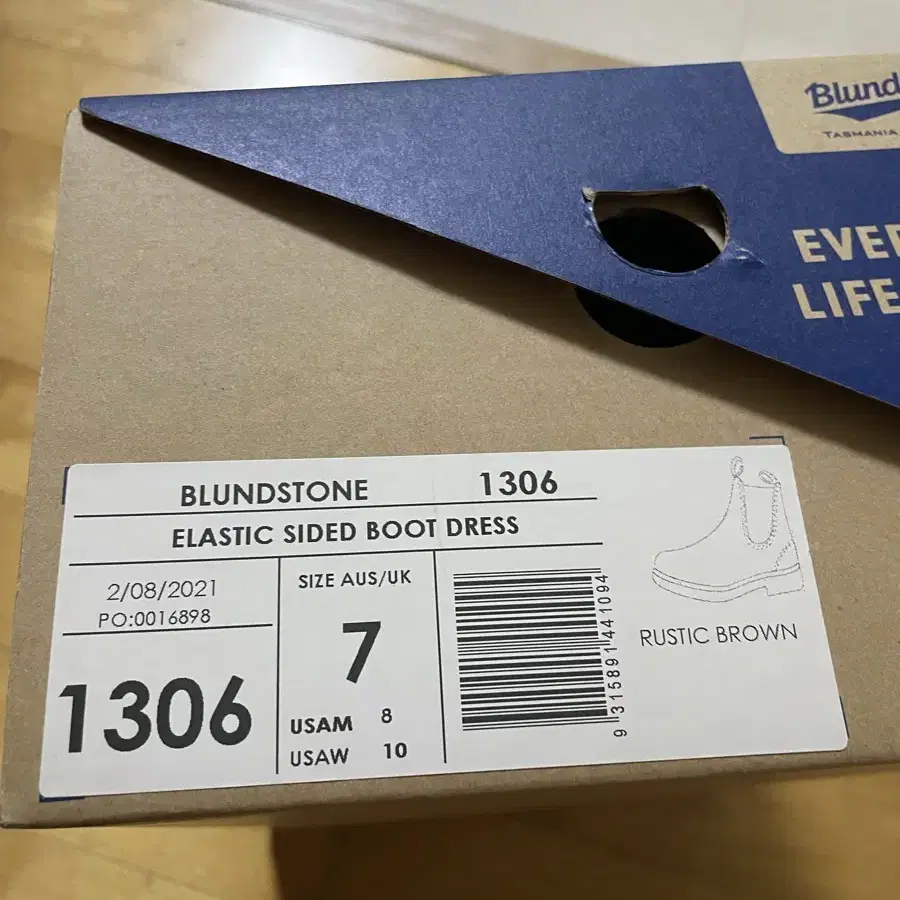 Blund
TASMANIA
EVE
LIFE
BLUNDSTONE 1306
ELASTIC SIDED BOOT DRESS
2/08/2021
PO:0016898
1306
SIZE AUS/UK
7
USAM 8
USAW 10
9 315891 441094
RUSTIC BROWN